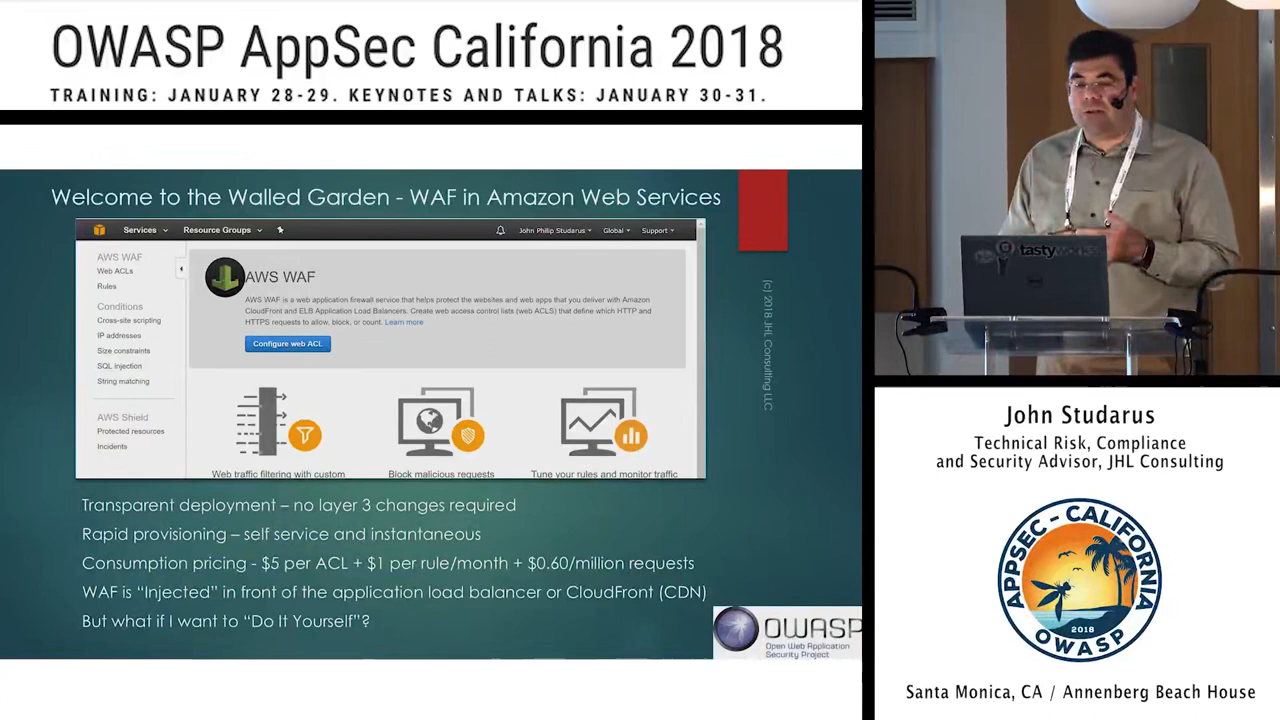 OWASP AppSec California 2018
TRAINING: JANUARY 28-29. KEYNOTES AND TALKS: JANUARY 30-31.
Welcome to the Walled Garden - WAF in Amazon Web Services
Services
Resource Groups
John Philip Studarus
Global
Support
AWS WAF
Web ACLs
Rules
Conditions
Cross-site scripting
IP addresses
Size constraints
SQL injection
String matching
AWS Shield
Protected resources
Incidents
AWS WAF
AWS WAF is a web application firewall service that helps protect the websites and web apps that you deliver with Amazon
CloudFront and ELB Application Load Balancers. Create web access control lists (web ACLS) that define which HTTP and
HTTPS requests to allow, block, or count. Learn more
Configure web ACL
Web traffic filtering with custom
Block malicious requests
Tune your rules and monitor traffic
Transparent deployment – no layer 3 changes required
Rapid provisioning – self service and instantaneous
Consumption pricing - $5 per ACL + $1 per rule/month + $0.60/million requests
WAF is “Injected” in front of the application load balancer or CloudFront (CDN)
But what if I want to “Do It Yourself”?
(c) 2018 JHL Consulting LLC
OWASP
Open Web Application
Security Project
tastyworks
John Studarus
Technical Risk, Compliance
and Security Advisor, JHL Consulting
APPSEC - CALIFORNIA
2018
OWASP
Santa Monica, CA / Annenberg Beach House